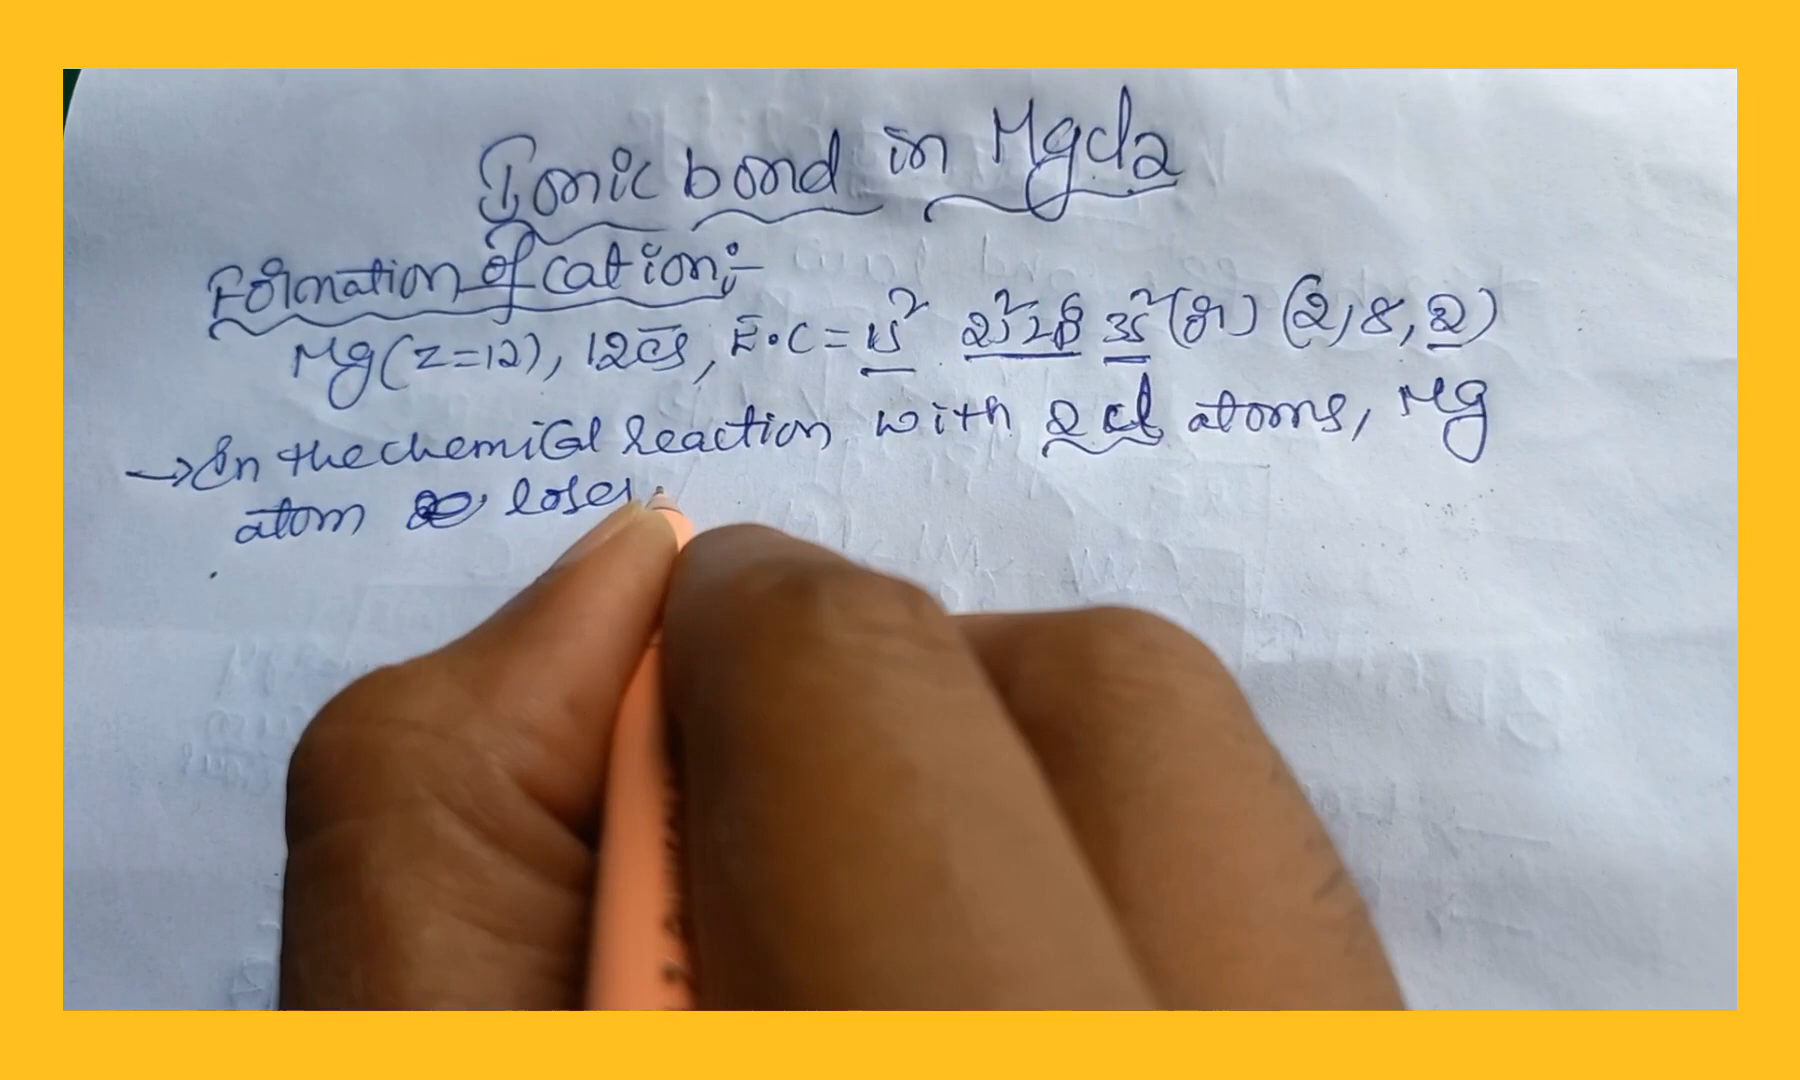 Ionic bond in Mgcl2
Formation of cation:-
Mg(Z=12), 12e̅s, E.C = 1s² 2s²2p⁶ 3s² (or) (2,8,2)
→ In the chemical reaction with 2 cl atoms, Mg
atom loses